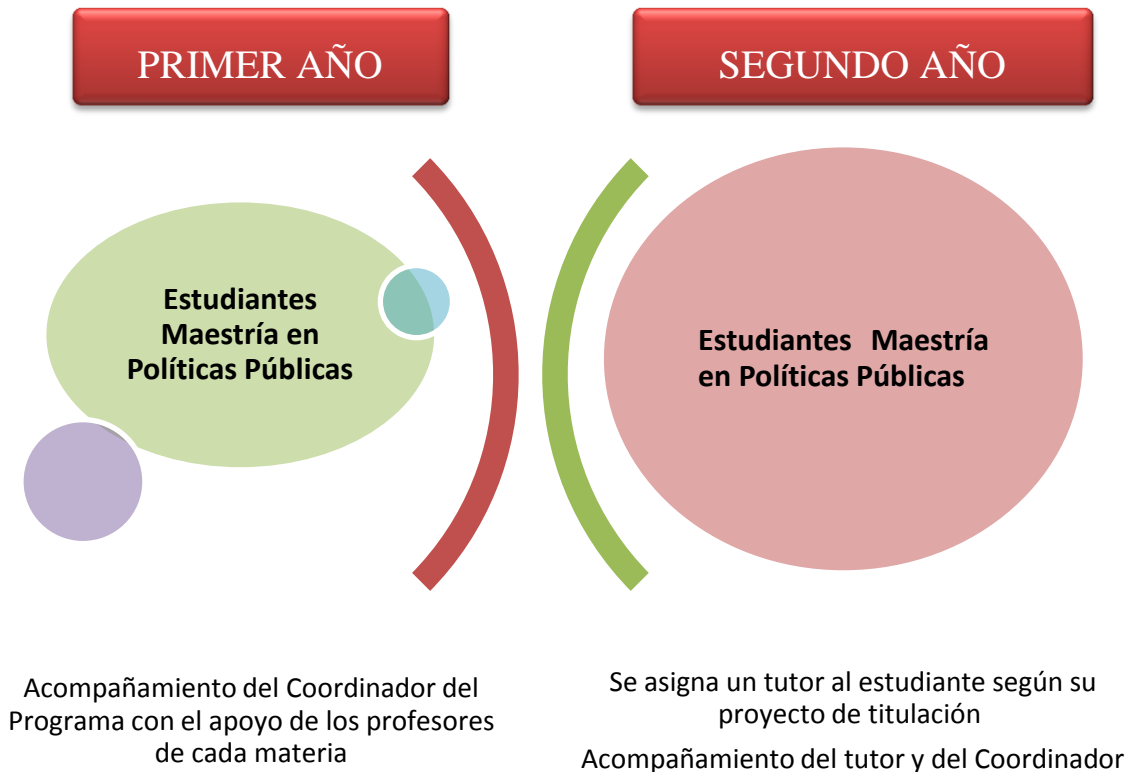 PRIMER AÑO
SEGUNDO AÑO
Estudiantes
Maestría en
Políticas Públicas
Estudiantes Maestría
en Políticas Públicas
Acompañamiento del Coordinador del
Programa con el apoyo de los profesores
de cada materia
Se asigna un tutor al estudiante según su
proyecto de titulación
Acompañamiento del tutor y del Coordinador